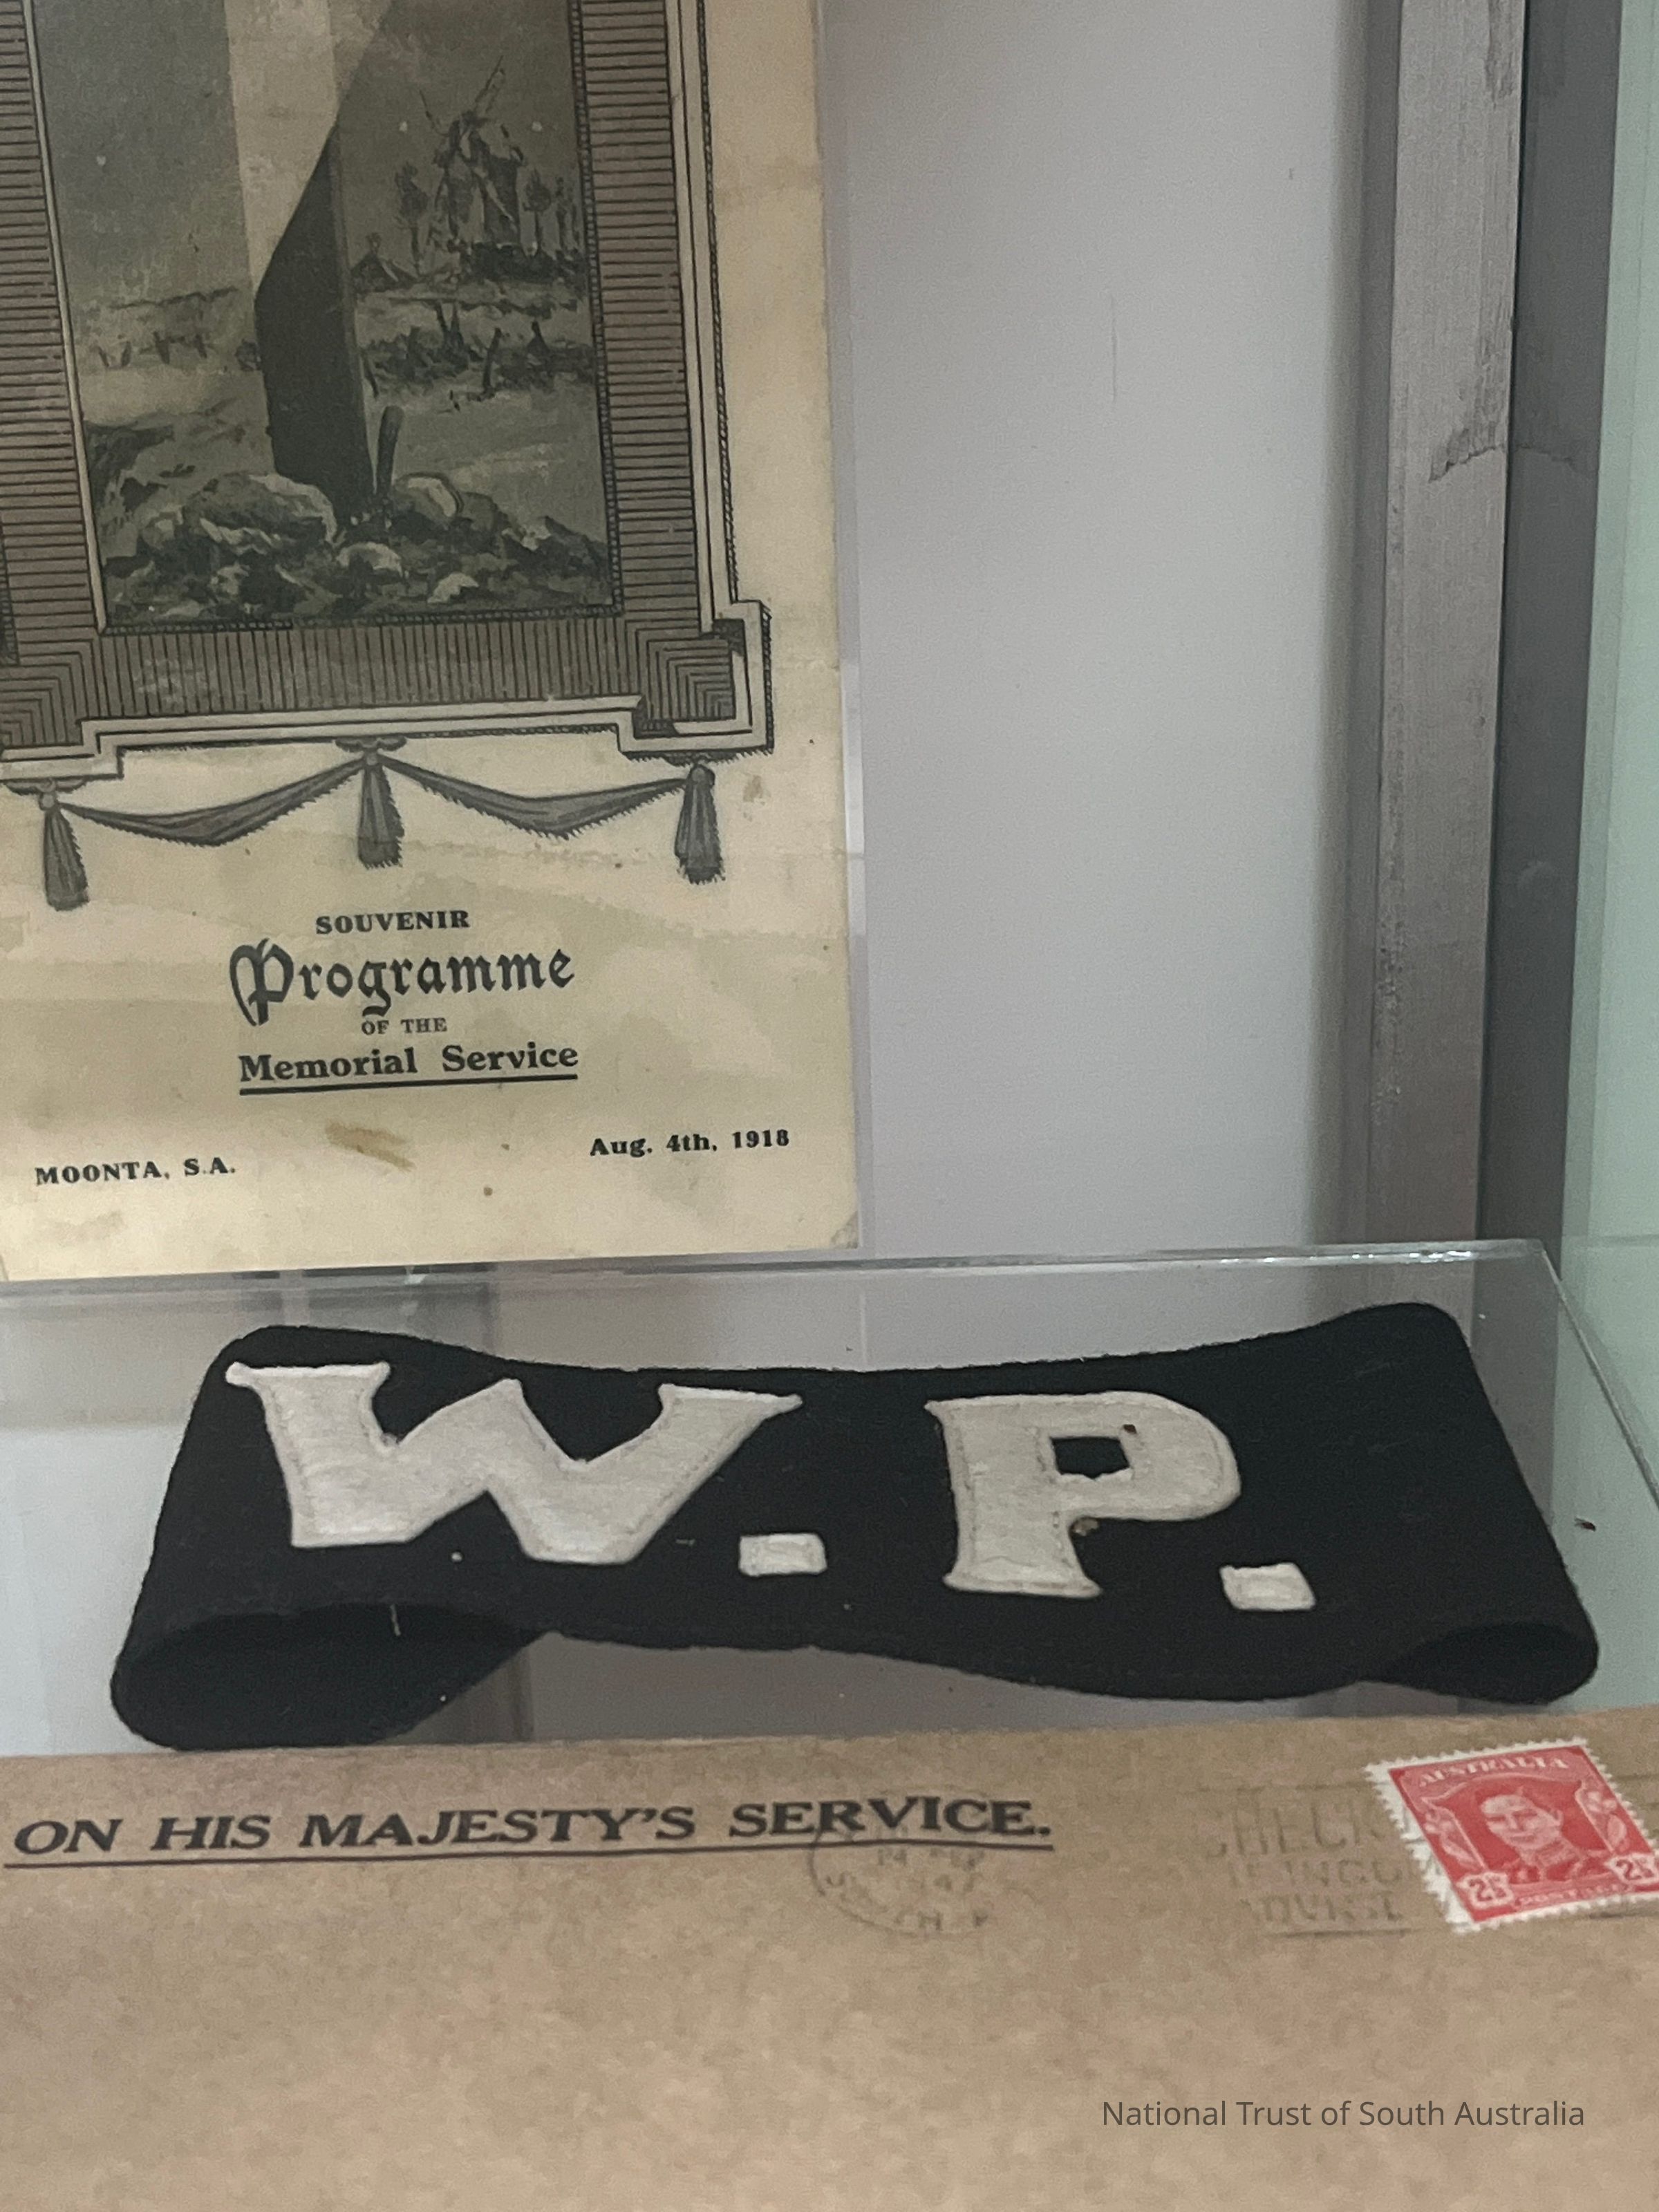 SOUVENIR
Programme
OF THE
Memorial Service
MOONTA, S.A.
Aug. 4th, 1918
W. P.
ON HIS MAJESTY'S SERVICE.
AUSTRALIA
National Trust of South Australia